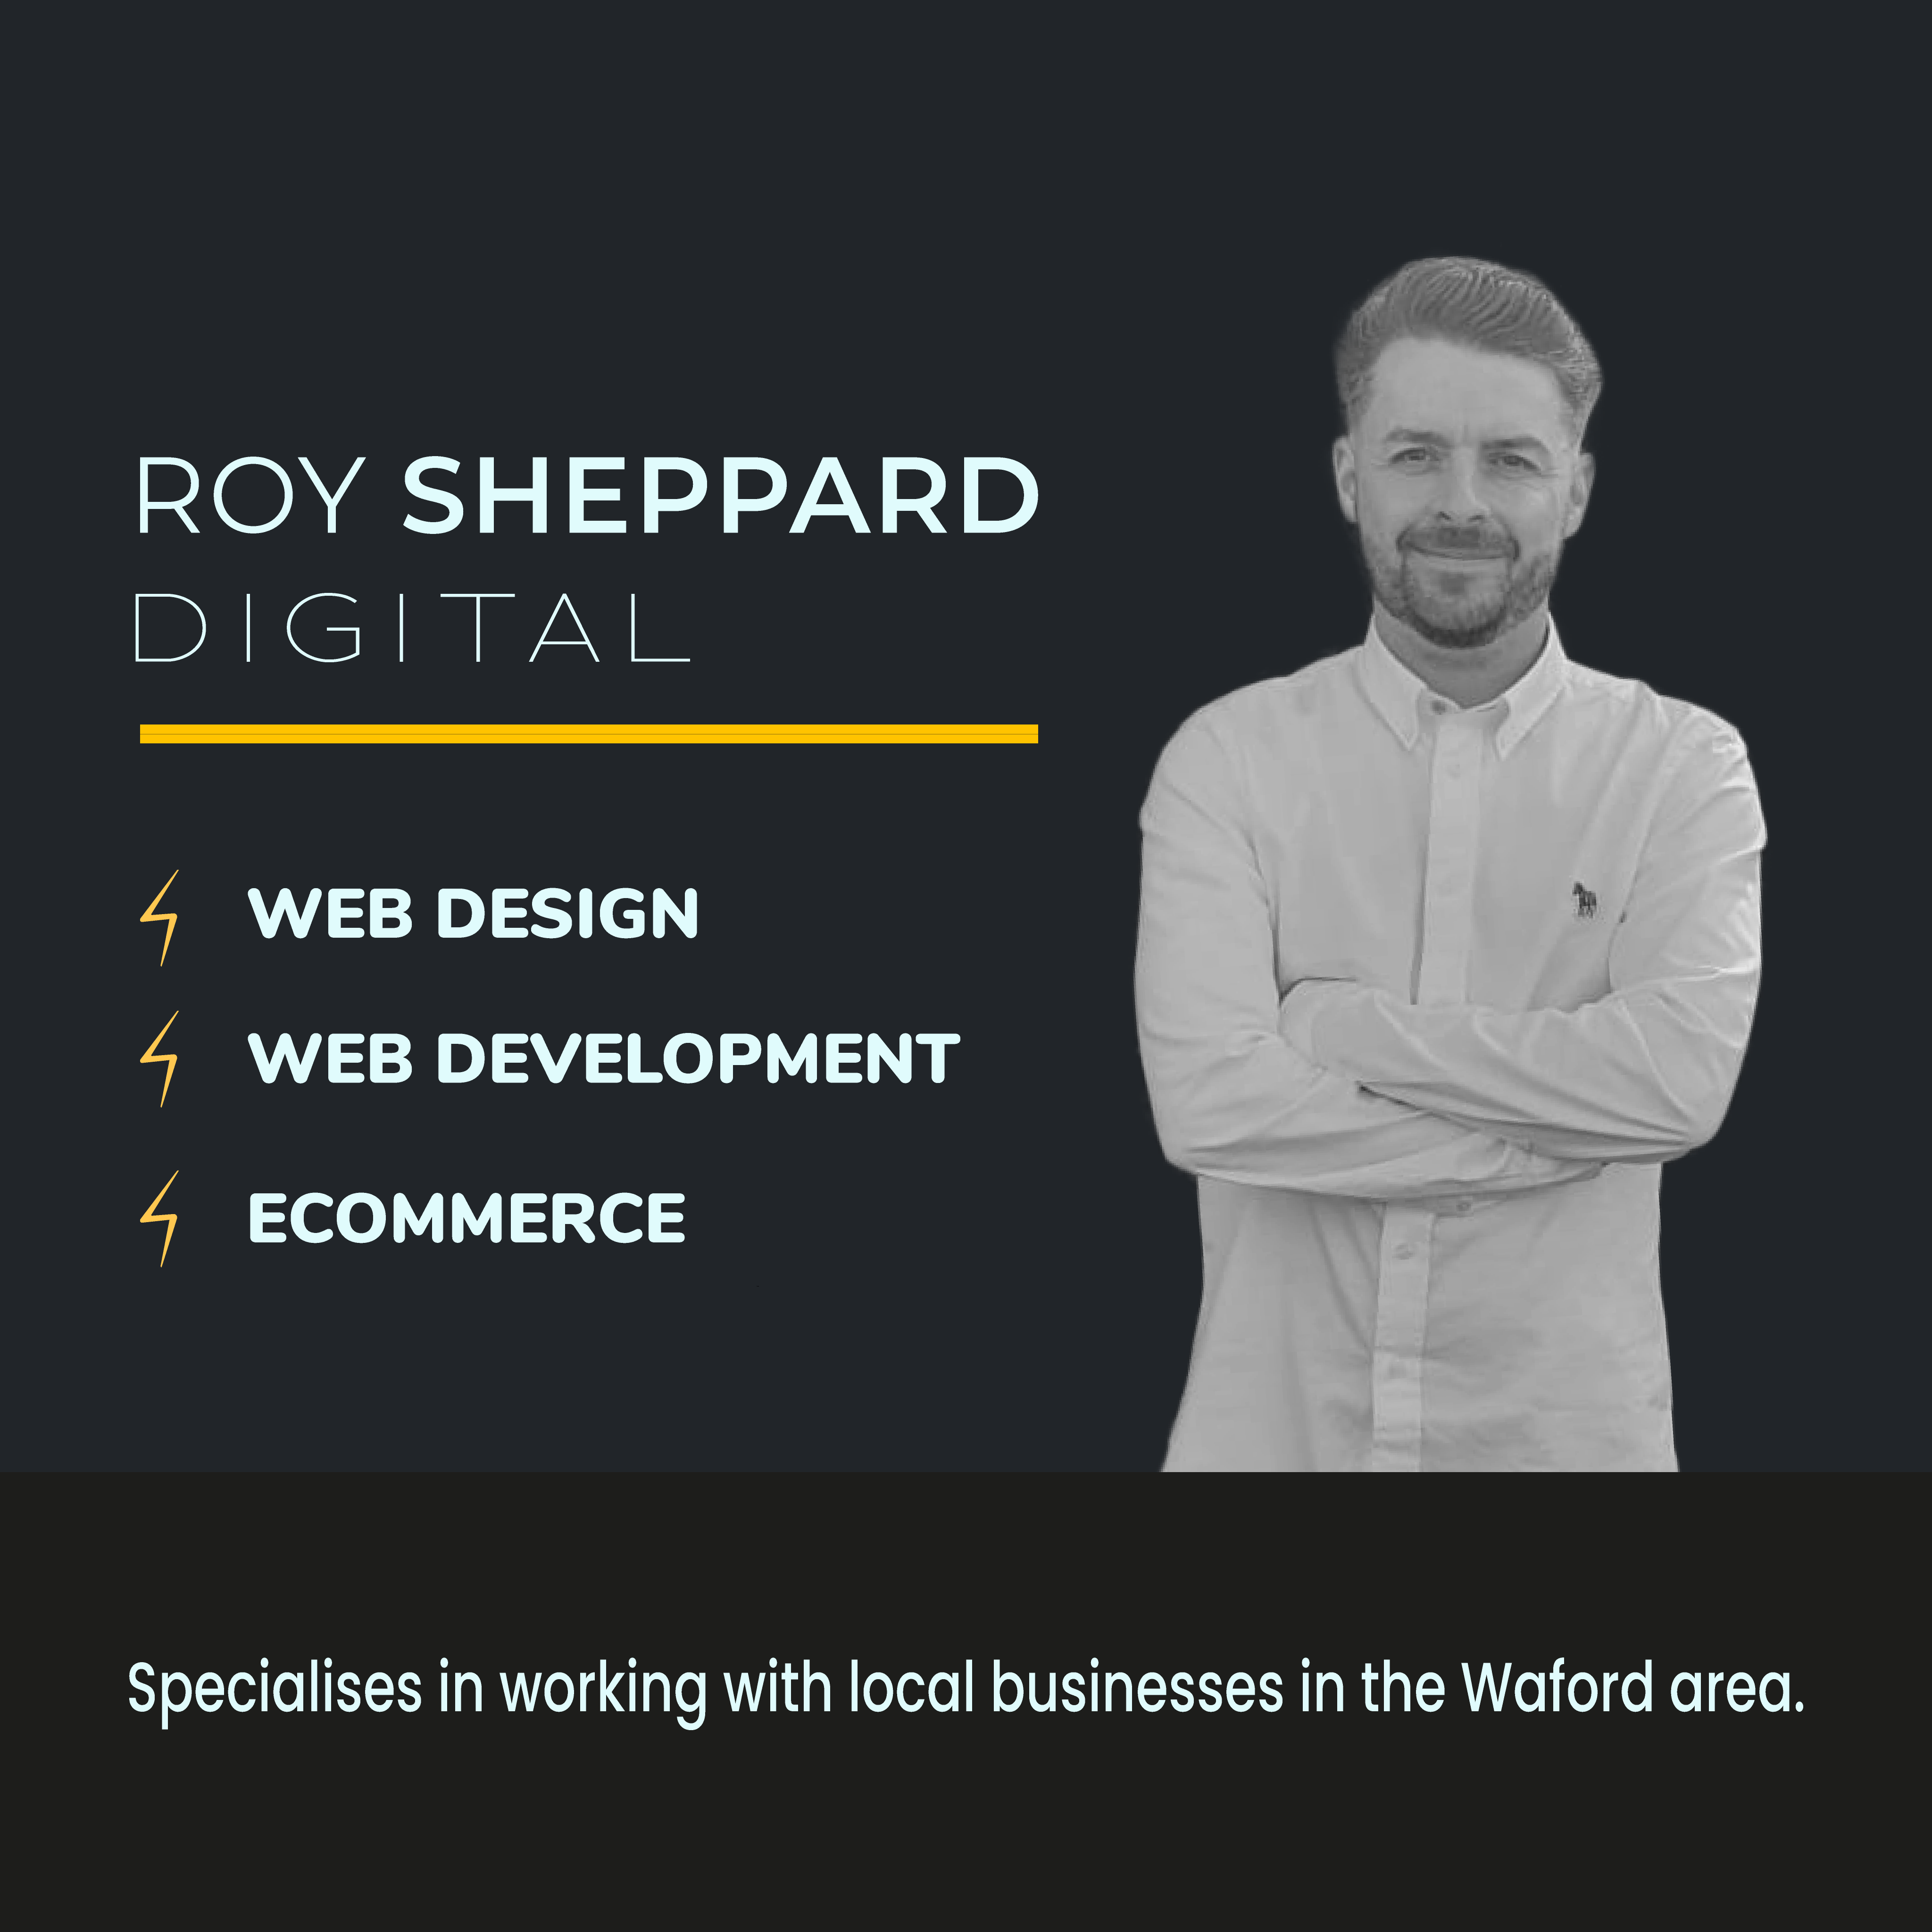 ROY SHEPPARD
DIGITAL
WEB DESIGN
WEB DEVELOPMENT
ECOMMERCE
Specialises in working with local businesses in the Waford area.